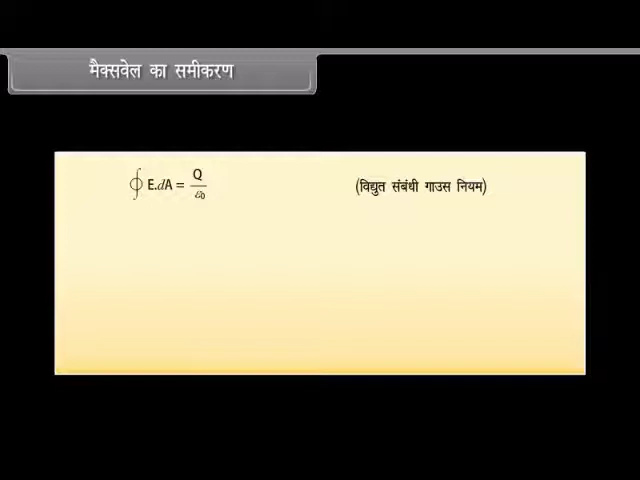 मैक्सवेल का समीकरण
∮ E.dA = Q/ε₀ (विद्युत संबंधी गाउस नियम)